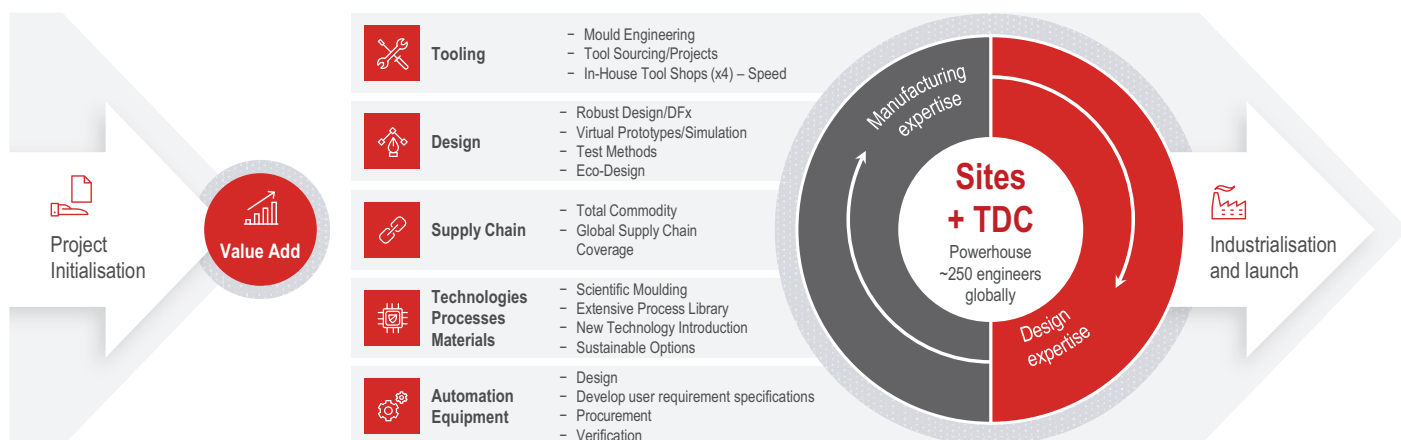 Project
Initialisation
Value Add
Tooling
− Mould Engineering
− Tool Sourcing/Projects
− In-House Tool Shops (x4) – Speed
Design
− Robust Design/DFx
− Virtual Prototypes/Simulation
− Test Methods
− Eco-Design
Supply Chain
− Total Commodity
− Global Supply Chain
Coverage
Technologies
Processes
Materials
− Scientific Moulding
− Extensive Process Library
− New Technology Introduction
− Sustainable Options
Automation
Equipment
− Design
− Develop user requirement specifications
− Procurement
− Verification
Manufacturing
expertise
Sites
+ TDC
Powerhouse
~250 engineers
globally
Design
expertise
Industrialisation
and launch